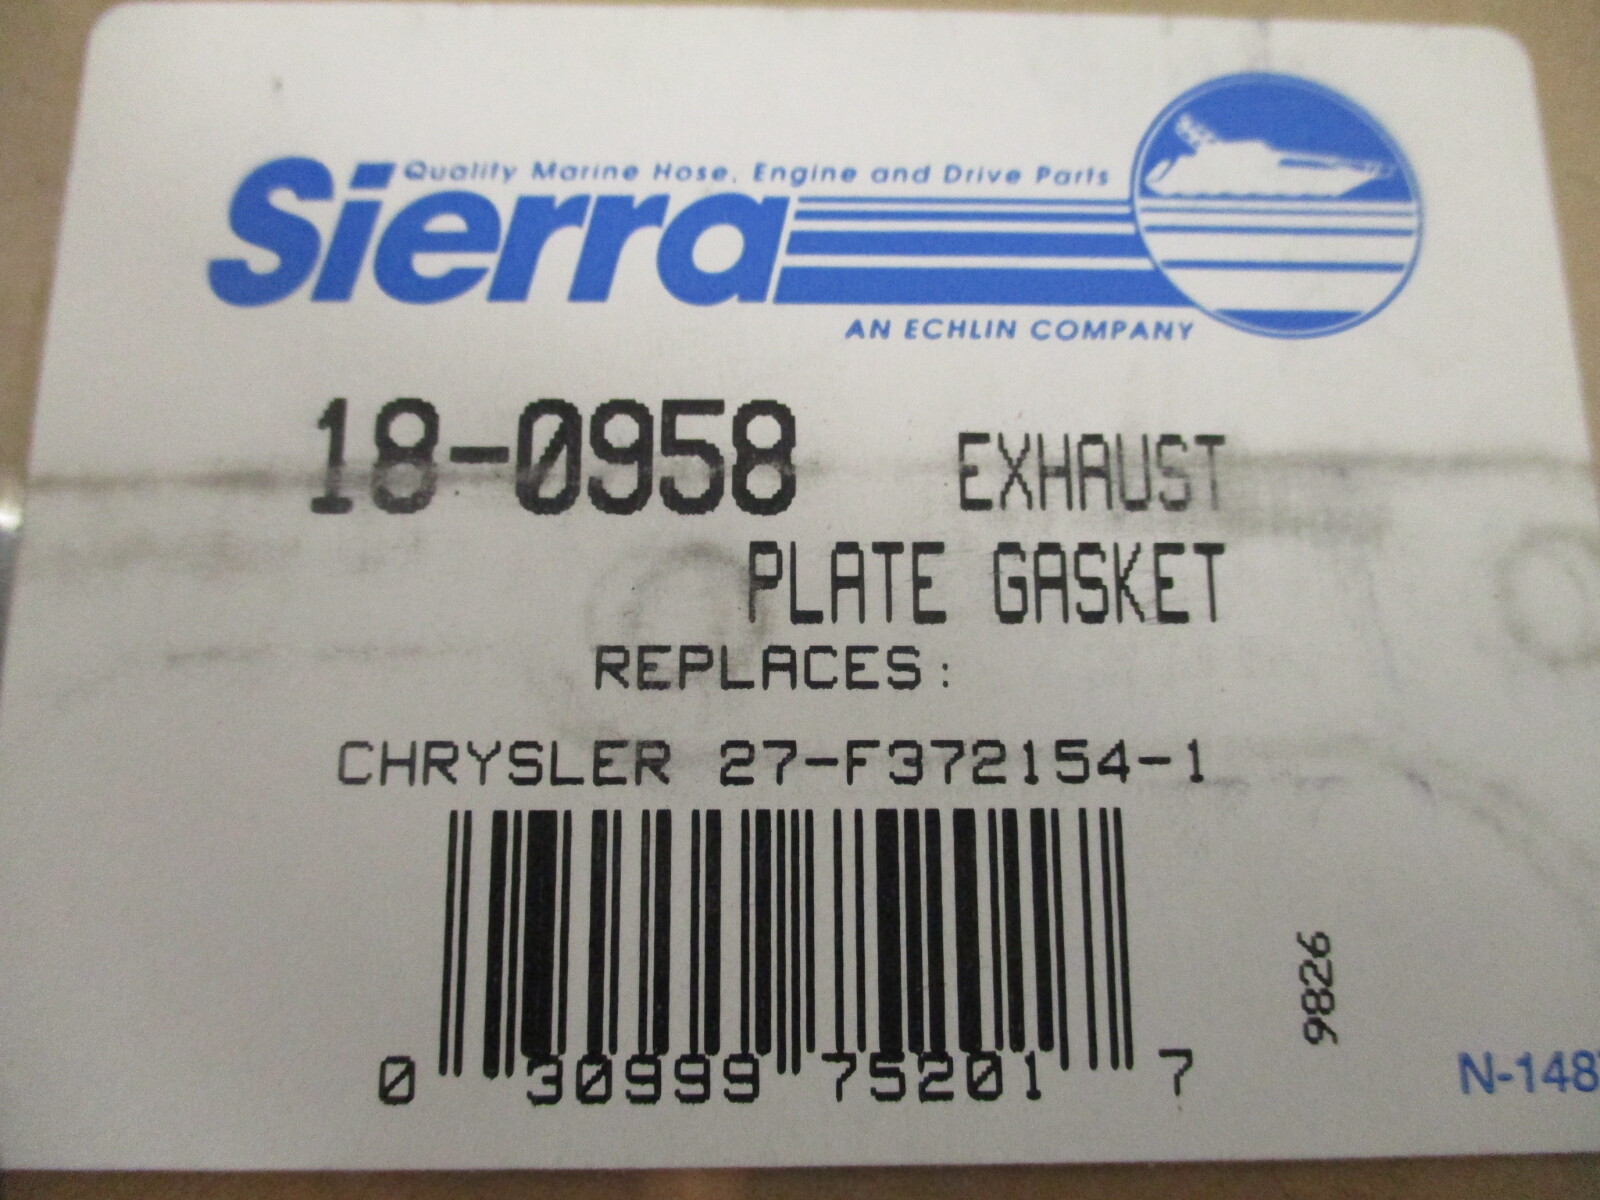 Quality Marine Hose, Engine and Drive Parts
Sierra
AN ECHLIN COMPANY
18-0958 EXHAUST
PLATE GASKET
REPLACES:
CHRYSLER 27-F372154-1
0 30999 75201 7
9826
N-148